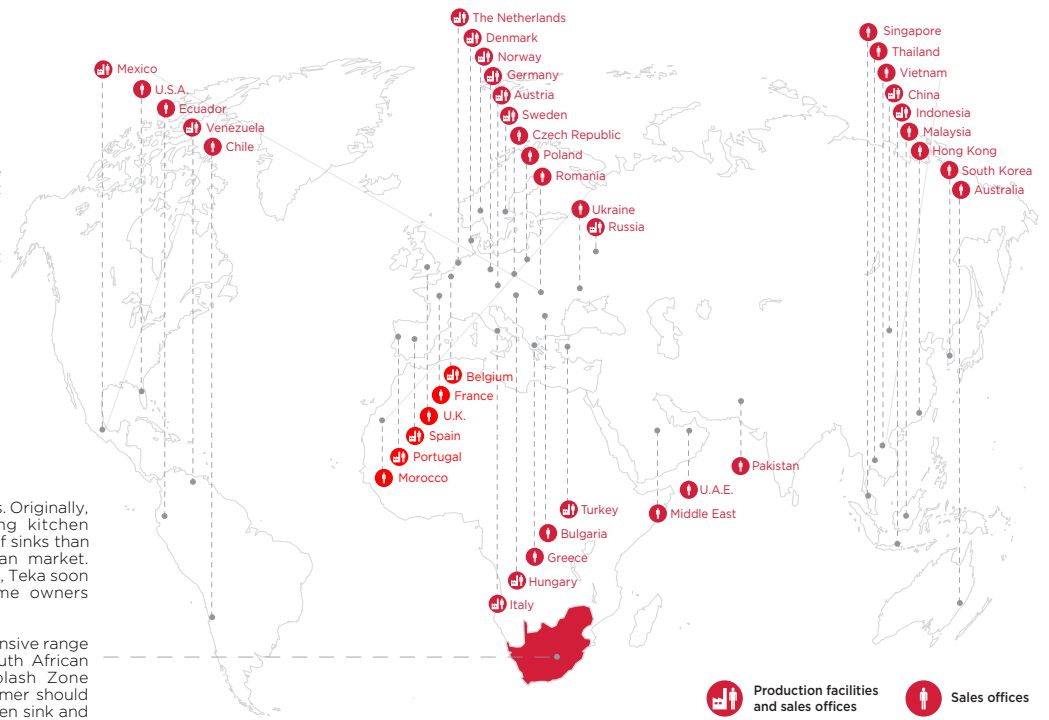 The Netherlands
Denmark
Norway
Germany
Austria
Sweden
Czech Republic
Poland
Romania
Ukraine
Russia
Mexico
U.S.A.
Ecuador
Venezuela
Chile
Singapore
Thailand
Vietnam
China
Indonesia
Malaysia
Hong Kong
South Korea
Australia
Belgium
France
U.K.
Spain
Portugal
Morocco
Pakistan
U.A.E.
Middle East
Turkey
Bulgaria
Greece
Hungary
Italy
s. Originally,
ng kitchen
of sinks than
an market.
, Teka soon
me owners
nsive range
uth African
plash Zone
mer should
en sink and
Production facilities
and sales offices
Sales offices